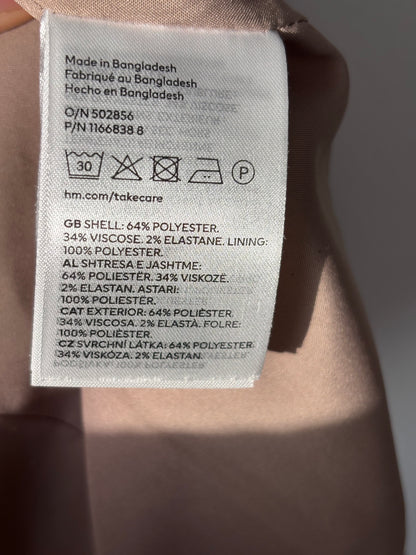 Made in Bangladesh
Fabriqué au Bangladesh
Hecho en Bangladesh
O/N 502856
P/N 1166838 8
30 P
hm.com/takecare
GB SHELL: 64% POLYESTER.
34% VISCOSE. 2% ELASTANE. LINING:
100% POLYESTER.
AL SHTRESA E JASHTME:
64% POLIESTËR. 34% VISKOZË.
2% ELASTAN. ASTARI:
100% POLIESTËR.
CAT EXTERIOR: 64% POLIÈSTER.
34% VISCOSA. 2% ELASTÀ. FOLRE:
100% POLIÈSTER.
CZ SVRCHNÍ LÁTKA: 64% POLYESTER
34% VISKÓZA. 2% ELASTAN.